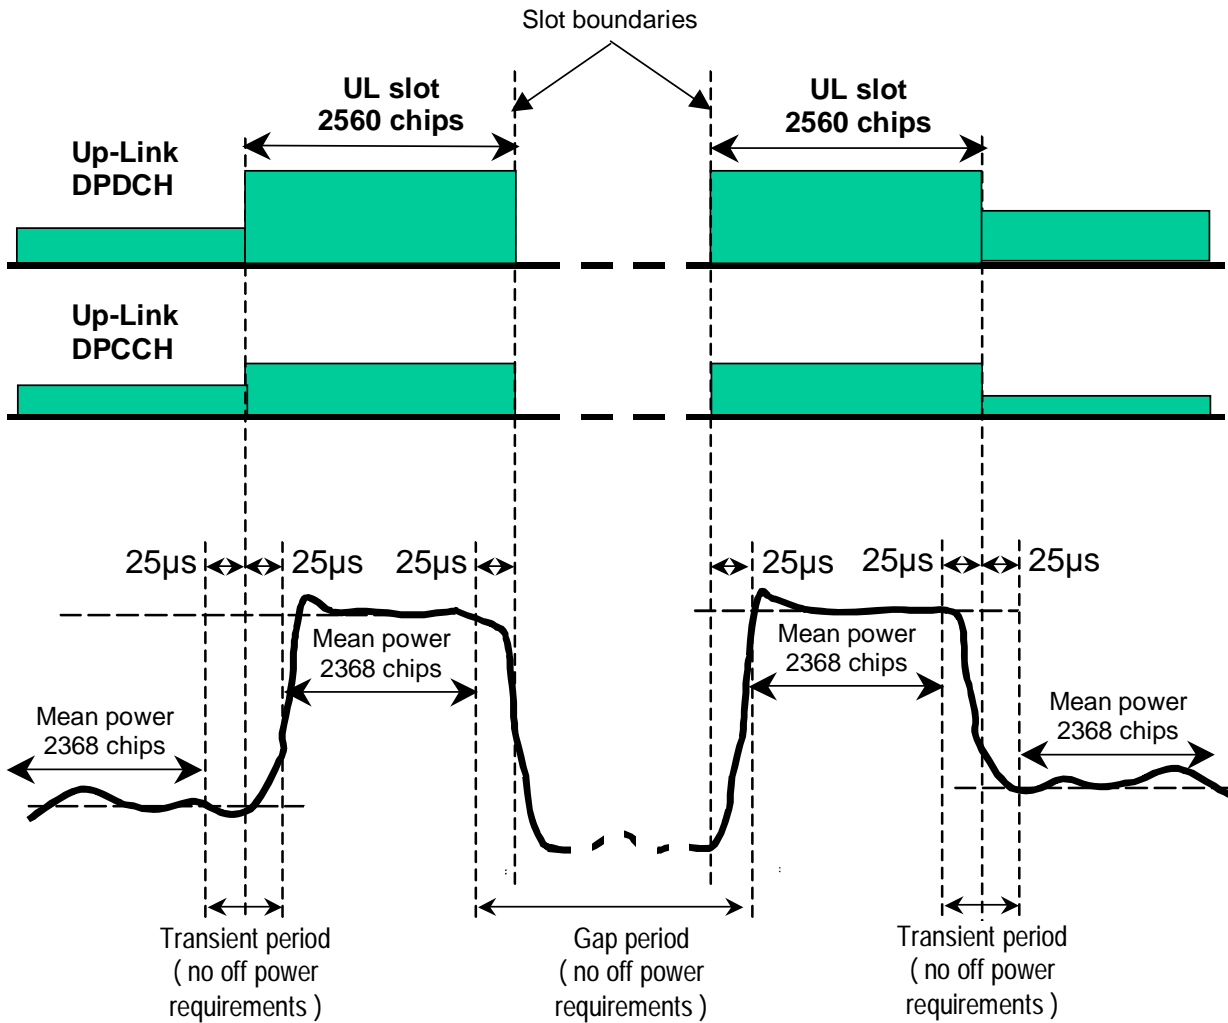 Slot boundaries
UL slot
2560 chips
UL slot
2560 chips
Up-Link
DPDCH
Up-Link
DPCCH
25µs
25µs
25µs
25µs
25µs
25µs
Mean power
2368 chips
Mean power
2368 chips
Mean power
2368 chips
Mean power
2368 chips
Transient period
( no off power
requirements )
Gap period
( no off power
requirements )
Transient period
( no off power
requirements )